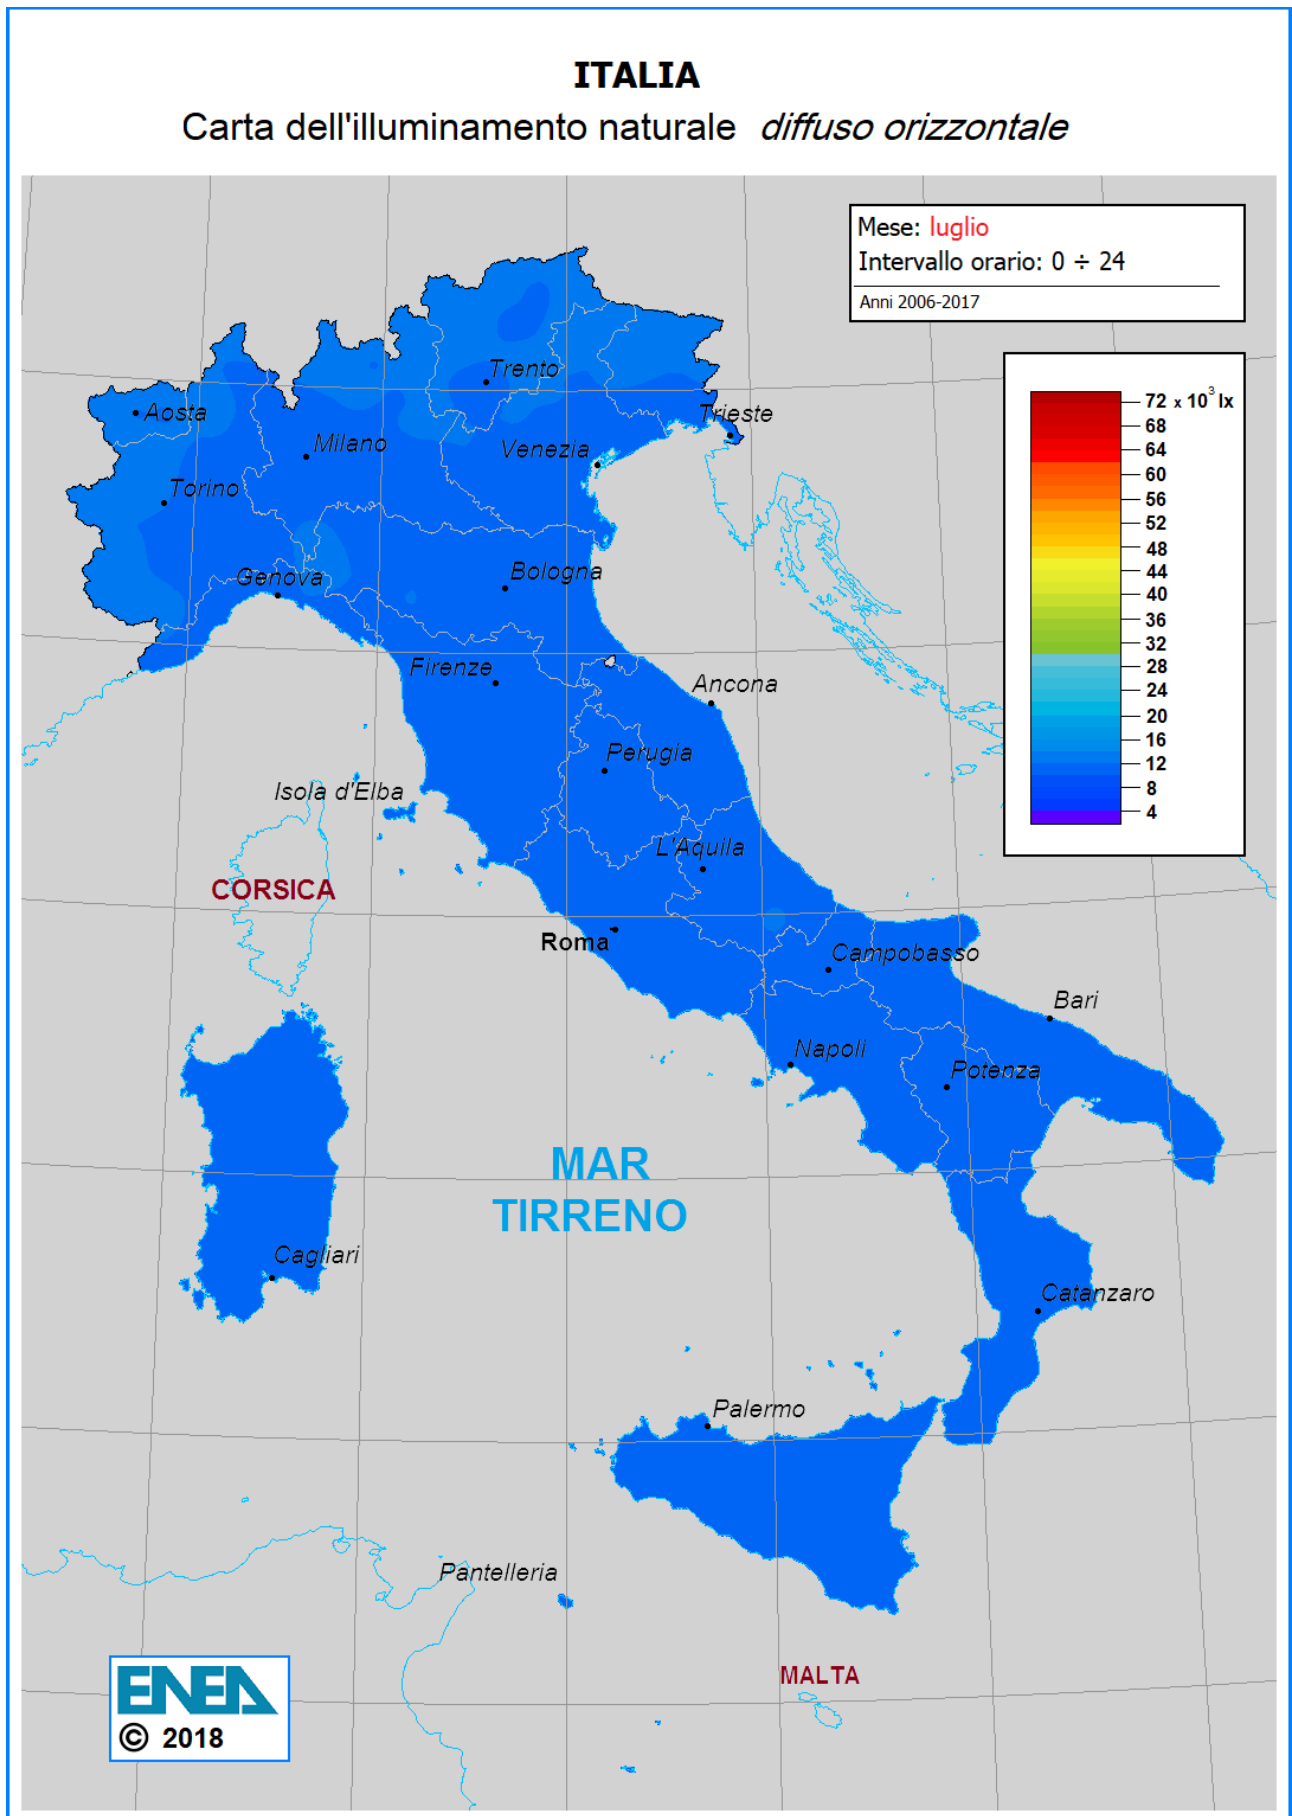 ITALIA
Carta dell'illuminamento naturale diffuso orizzontale
Mese: luglio
Intervallo orario: 0 ÷ 24
Anni 2006-2017
72 x 10³ lx
68
64
60
56
52
48
44
40
36
32
28
24
20
16
12
8
4
Trento
Aosta
Trieste
Milano
Venezia
Torino
Genova
Bologna
Firenze
Ancona
Perugia
Isola d'Elba
L'Aquila
CORSICA
Roma
Campobasso
Bari
Napoli
Potenza
MAR
TIRRENO
Cagliari
Catanzaro
Palermo
Pantelleria
MALTA
ENEA
© 2018